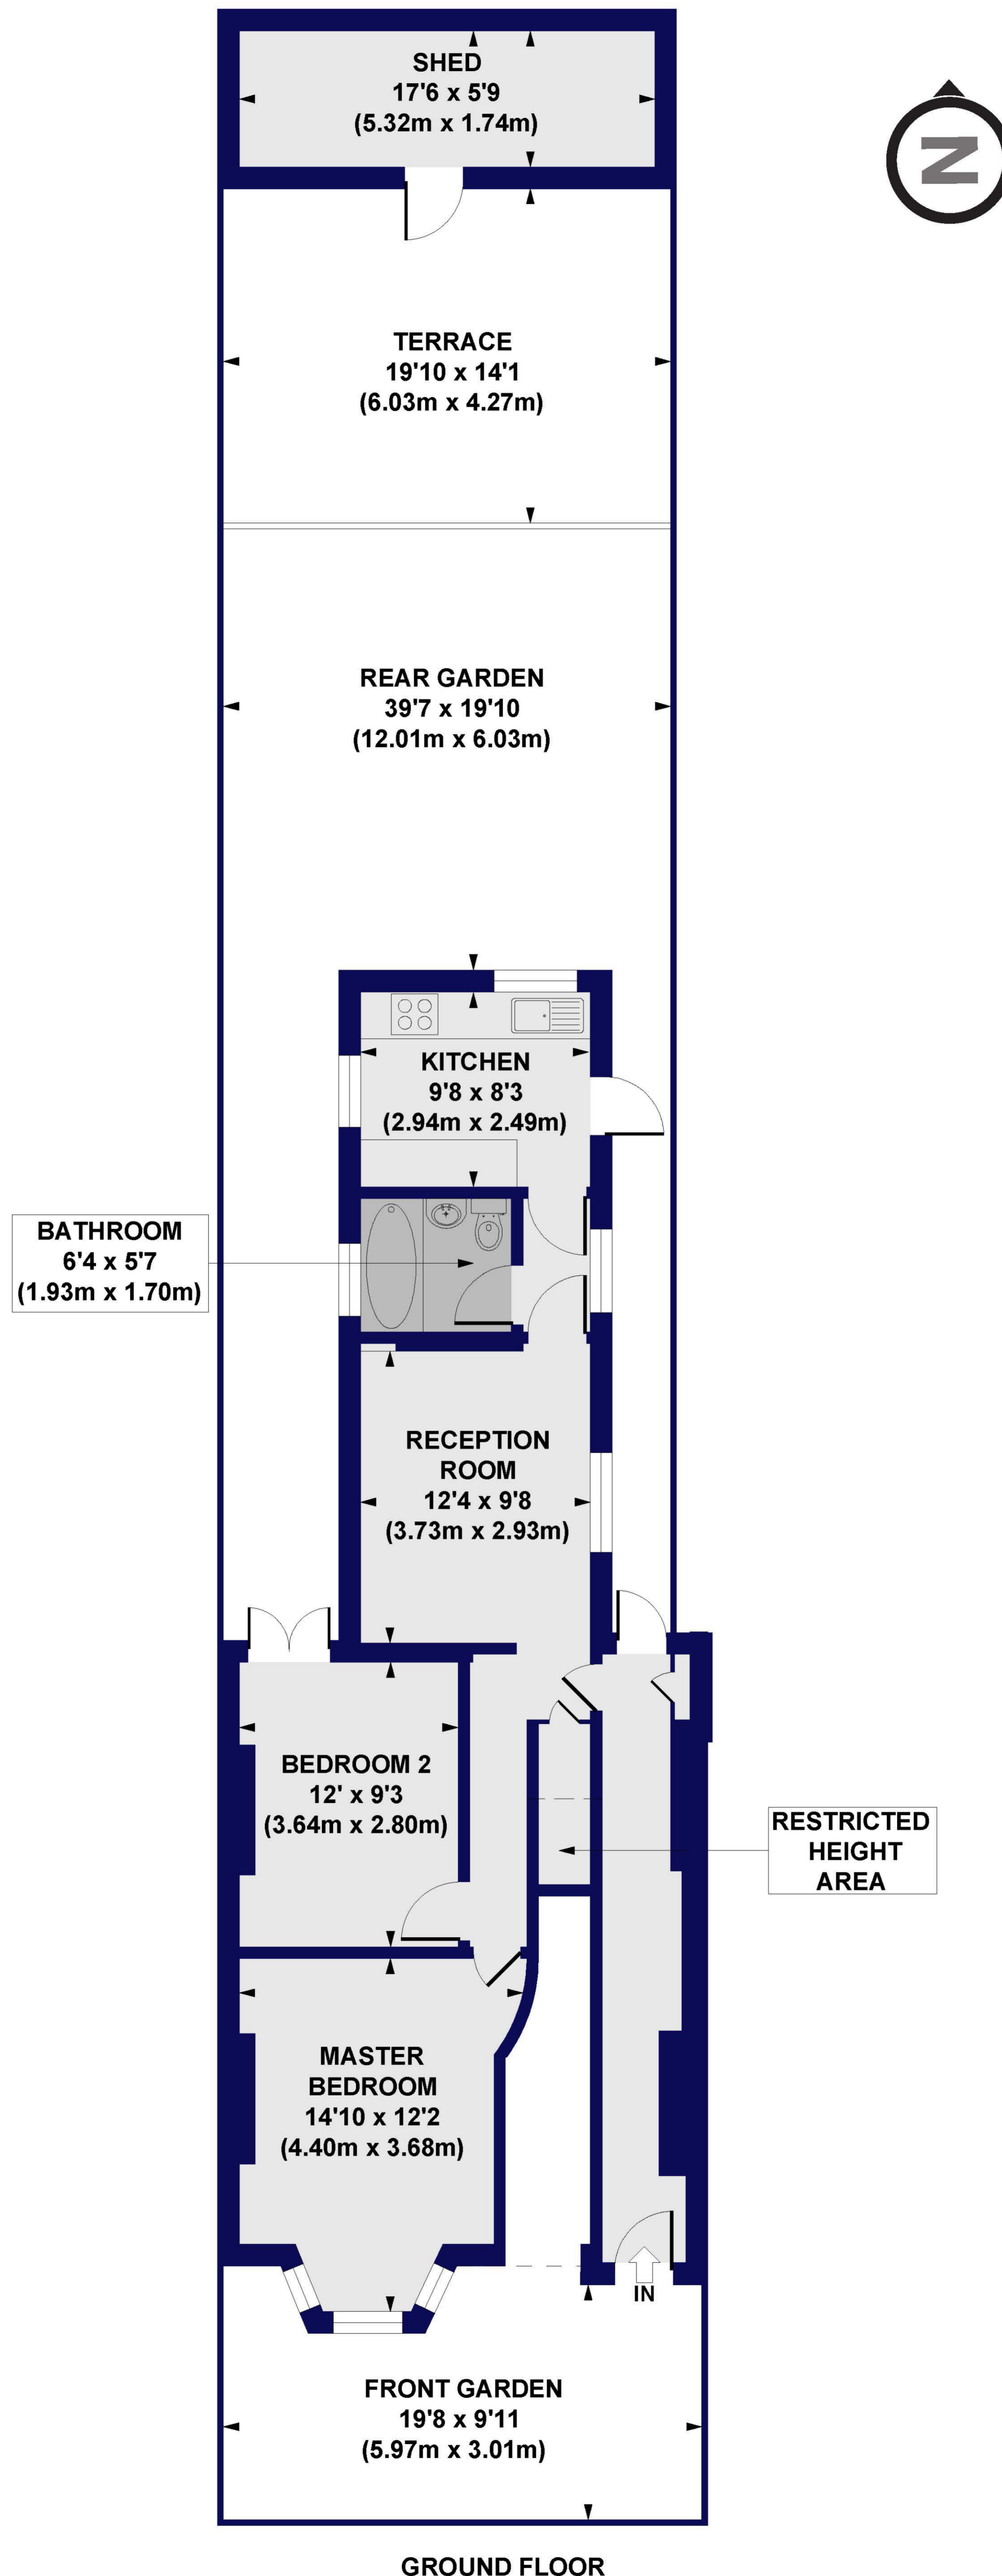 SHED
17'6 x 5'9
(5.32m x 1.74m)
N
TERRACE
19'10 x 14'1
(6.03m x 4.27m)
REAR GARDEN
39'7 x 19'10
(12.01m x 6.03m)
KITCHEN
9'8 x 8'3
(2.94m x 2.49m)
BATHROOM
6'4 x 5'7
(1.93m x 1.70m)
RECEPTION
ROOM
12'4 x 9'8
(3.73m x 2.93m)
BEDROOM 2
12' x 9'3
(3.64m x 2.80m)
RESTRICTED
HEIGHT
AREA
MASTER
BEDROOM
14'10 x 12'2
(4.40m x 3.68m)
IN
FRONT GARDEN
19'8 x 9'11
(5.97m x 3.01m)
GROUND FLOOR